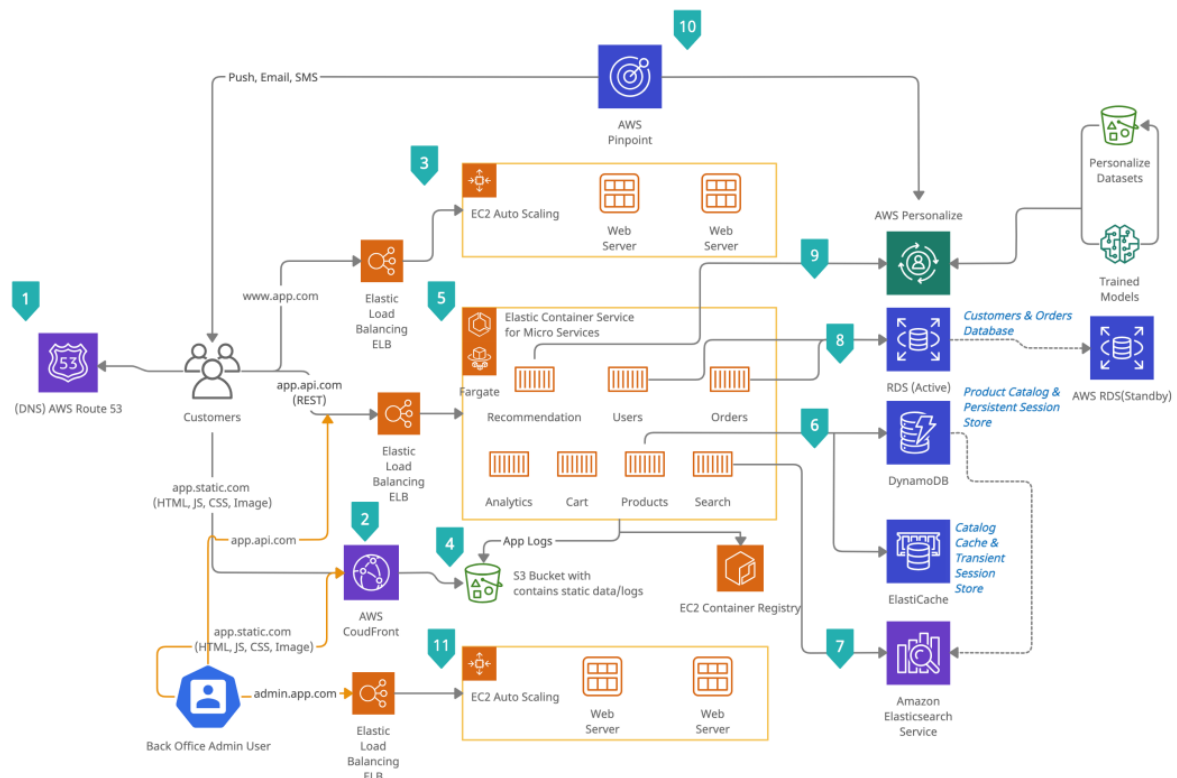 10
Push, Email, SMS
AWS
Pinpoint
3
EC2 Auto Scaling
Web
Server
Web
Server
Personalize
Datasets
AWS Personalize
Trained
Models
9
1
www.app.com
Elastic
Load
Balancing
ELB
5
Elastic Container Service
for Micro Services
Fargate
Customers & Orders
Database
8
53
(DNS) AWS Route 53
Customers
app.api.com
(REST)
RDS (Active)
AWS RDS(Standby)
Recommendation
Users
Orders
Product Catalog &
Persistent Session
Store
6
Elastic
Load
Balancing
ELB
DynamoDB
Analytics
Cart
Products
Search
app.static.com
(HTML, JS, CSS, Image)
2
app.api.com
4
App Logs
Catalog
Cache &
Transient
Session
Store
S3 Bucket with
contains static data/logs
EC2 Container Registry
ElastiCache
AWS
CoudFront
app.static.com
(HTML, JS, CSS, Image)
11
7
EC2 Auto Scaling
admin.app.com
Web
Server
Web
Server
Amazon
Elasticsearch
Service
Back Office Admin User
Elastic
Load
Balancing
ELB